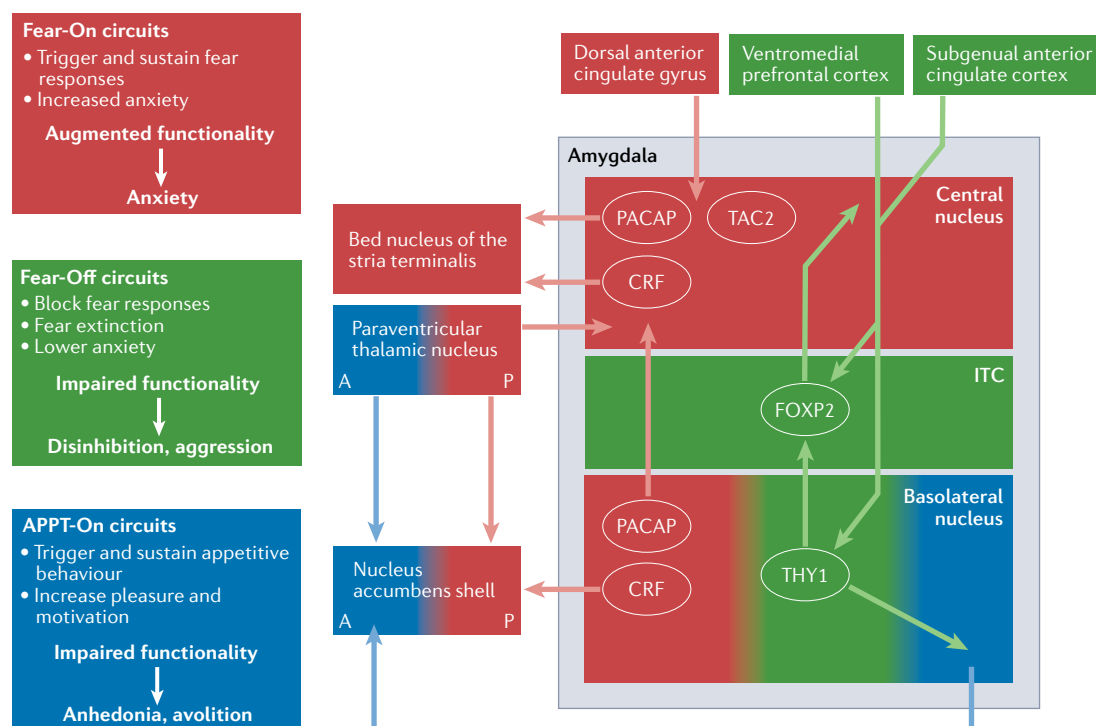 Fear-On circuits
• Trigger and sustain fear
responses
• Increased anxiety
Augmented functionality
Anxiety
Fear-Off circuits
• Block fear responses
• Fear extinction
• Lower anxiety
Impaired functionality
Disinhibition, aggression
APPT-On circuits
• Trigger and sustain appetitive
behaviour
• Increase pleasure and
motivation
Impaired functionality
Anhedonia, avolition
Dorsal anterior
cingulate gyrus
Ventromedial
prefrontal cortex
Subgenual anterior
cingulate cortex
Amygdala
Central
nucleus
PACAP
TAC2
CRF
Bed nucleus of the
stria terminalis
Paraventricular
thalamic nucleus
A
P
ITC
FOXP2
Basolateral
nucleus
PACAP
CRF
THY1
Nucleus
accumbens shell
A
P